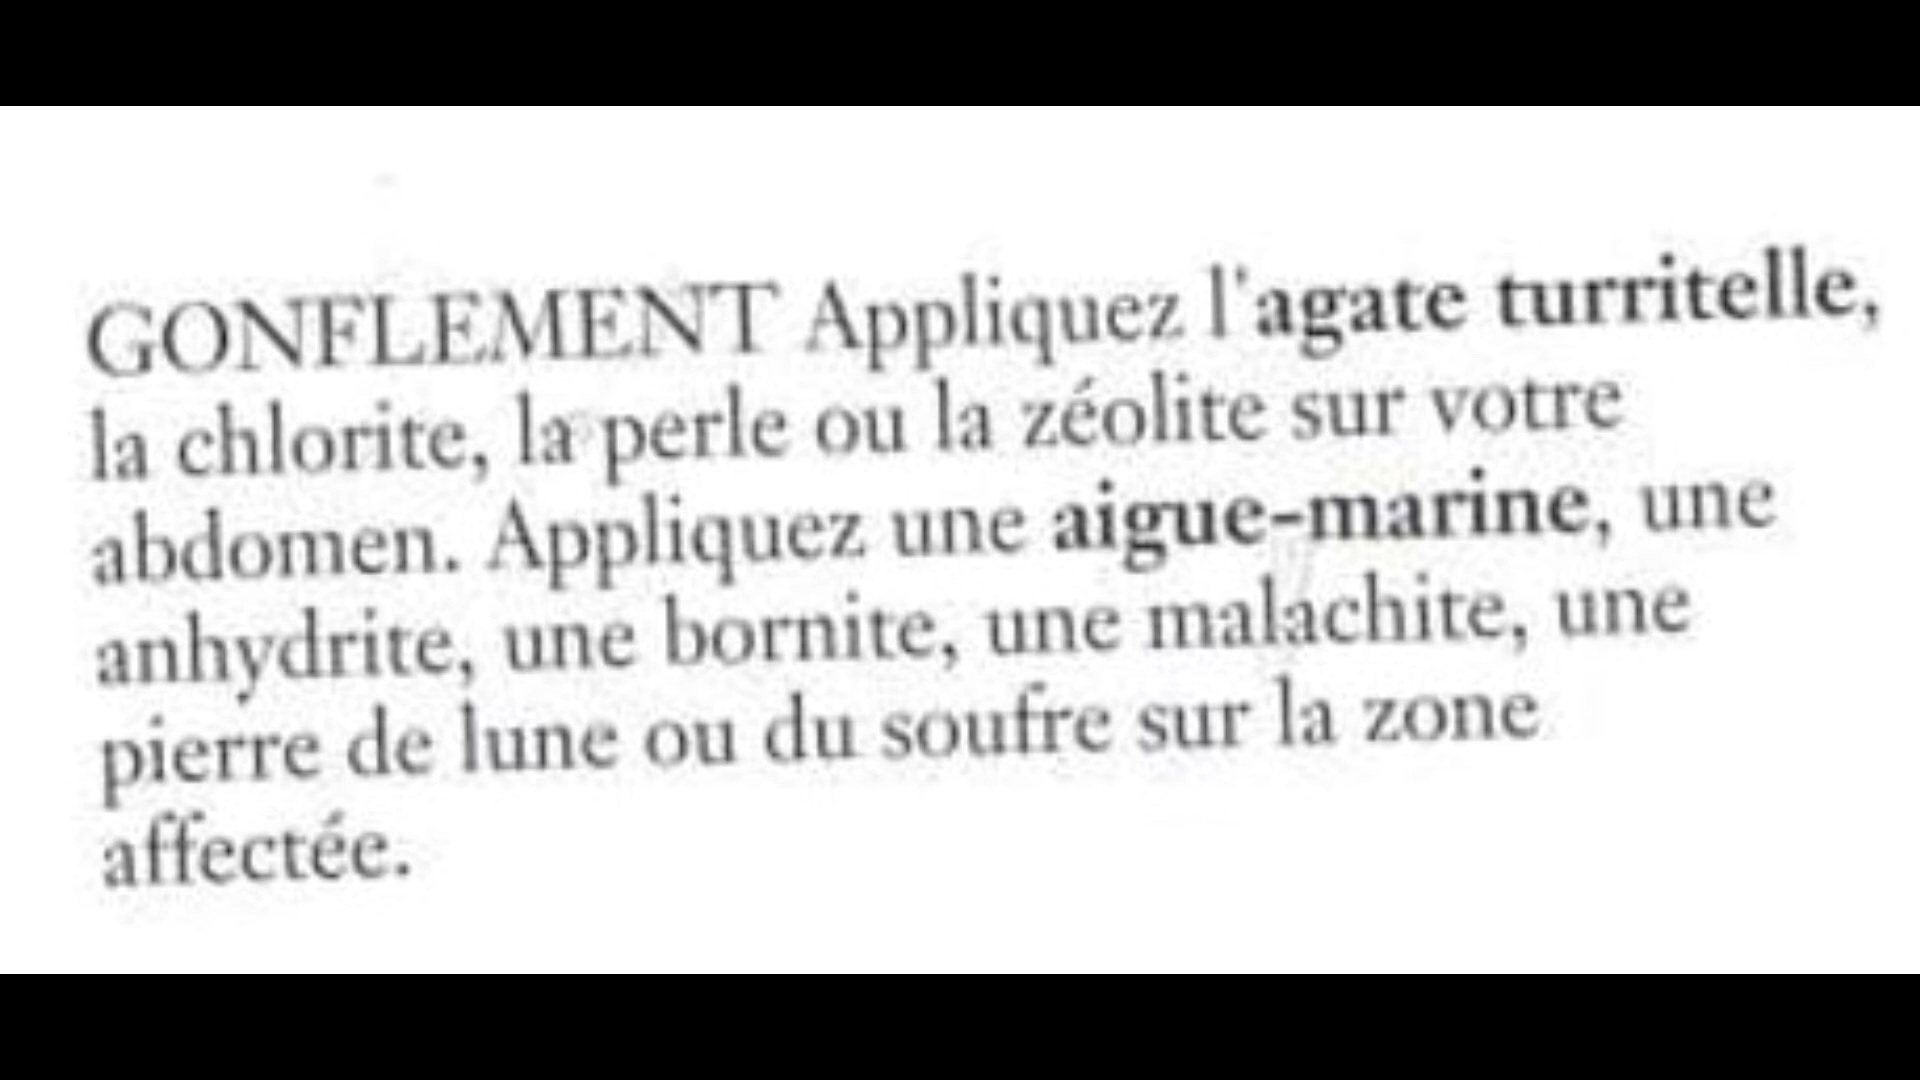 GONFLEMENT Appliquez l'agate turritelle,
la chlorite, la perle ou la zéolite sur votre
abdomen. Appliquez une aigue-marine, une
anhydrite, une bornite, une malachite, une
pierre de lune ou du soufre sur la zone
affectée.